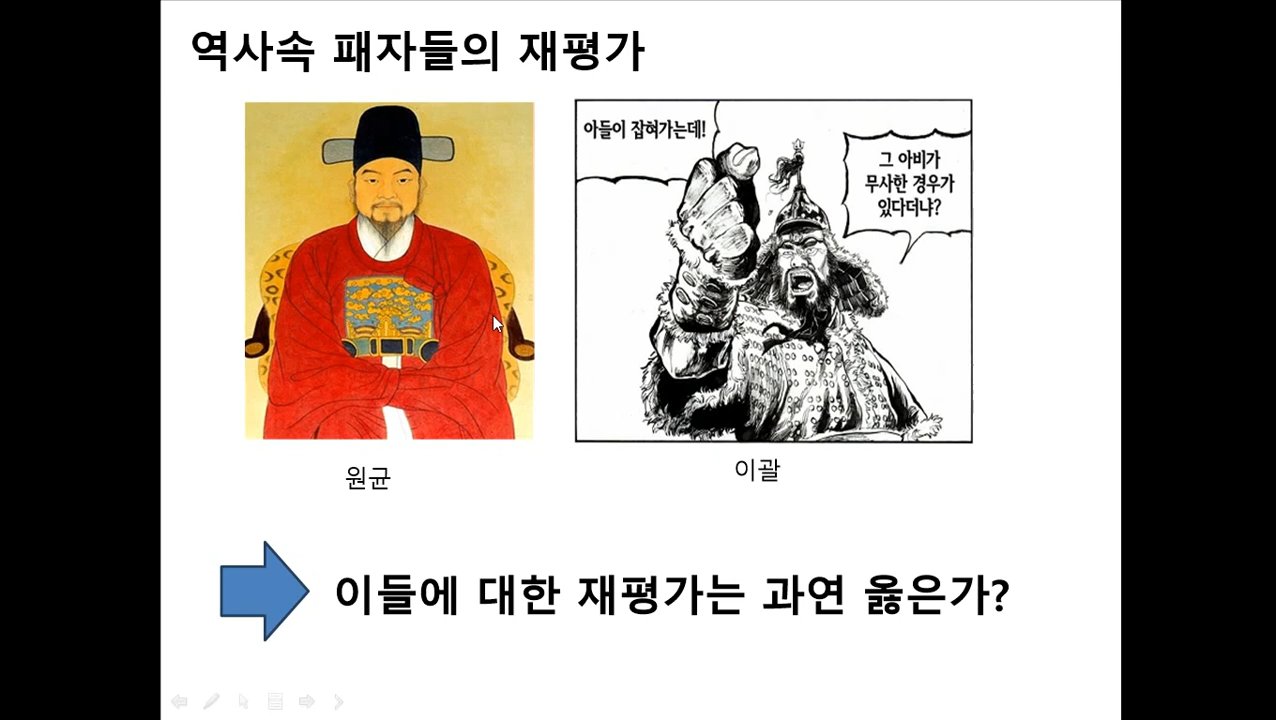 역사속 패자들의 재평가
아들이 잡혀가는데!
그 아비가
무사한 경우가
있다더냐?
원균
이괄
이들에 대한 재평가는 과연 옳은가?